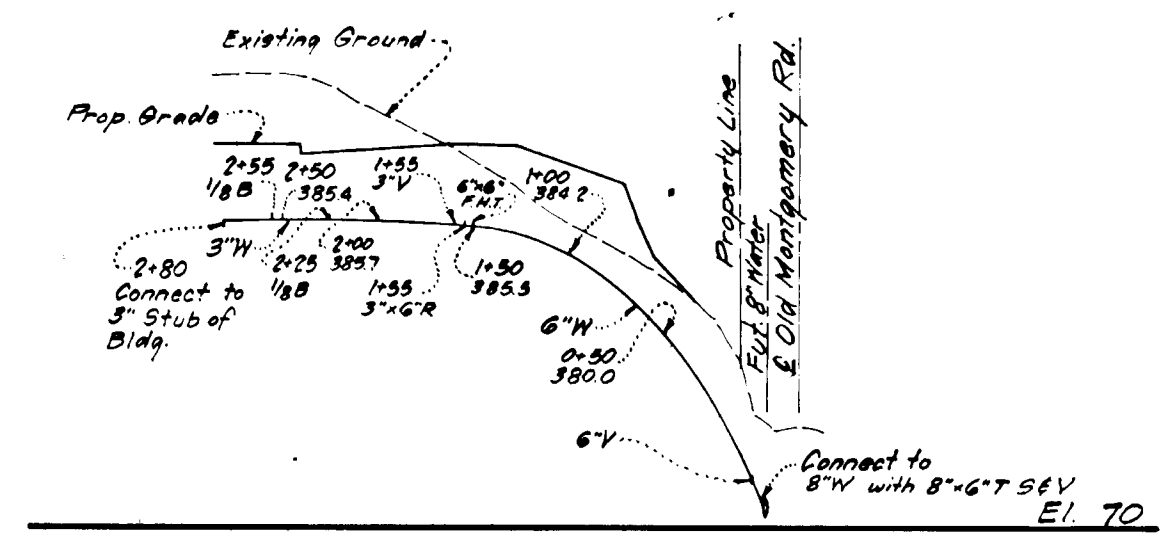 Existing Ground
Prop. Grade
2+55
1/8 B
2+50
385.4
1+55
3"V
6"x6"
F.H.T.
1+00
384.2
3"W
2+80
Connect to
3" Stub of
Bldg.
2+25
1/8 B
2+00
385.7
1+55
3"x6"R
1+50
385.5
6"W
0+50
380.0
6"V
Property Line
Fut. 8" Water
℄ Old Montgomery Rd.
Connect to
8"W with 8"x6"T S&V
El. 70